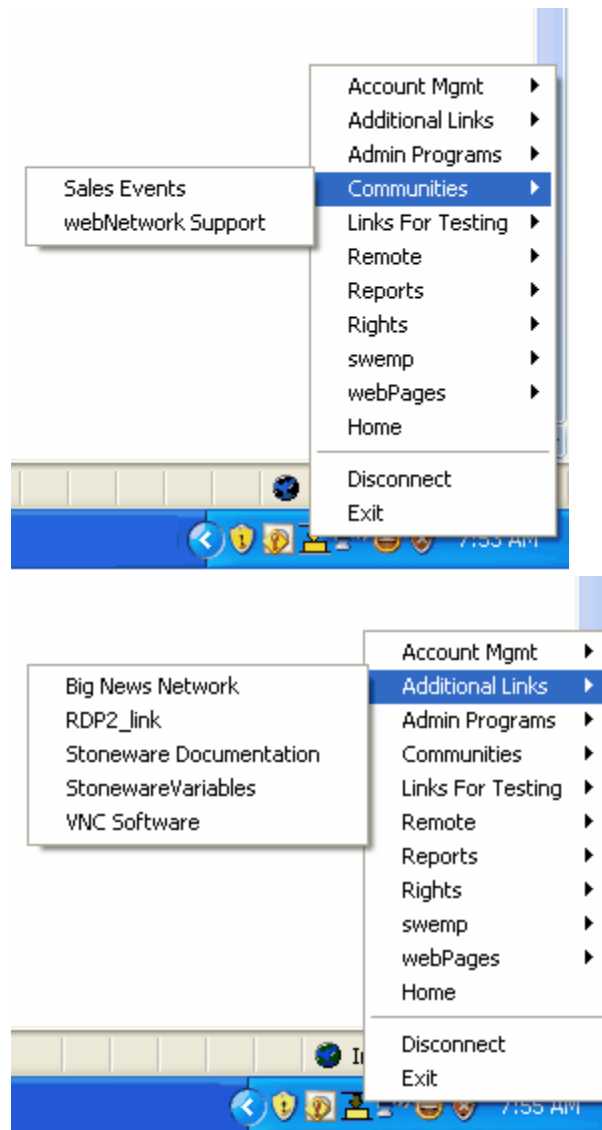 Account Mgmt
Additional Links
Admin Programs
Sales Events
Communities
webNetwork Support
Links For Testing
Remote
Reports
Rights
swemp
webPages
Home
Disconnect
Exit
7:53 AM
Account Mgmt
Big News Network
Additional Links
RDP2_link
Admin Programs
Stoneware Documentation
Communities
StonewareVariables
Links For Testing
VNC Software
Remote
Reports
Rights
swemp
webPages
Home
Disconnect
Exit
7:55 AM